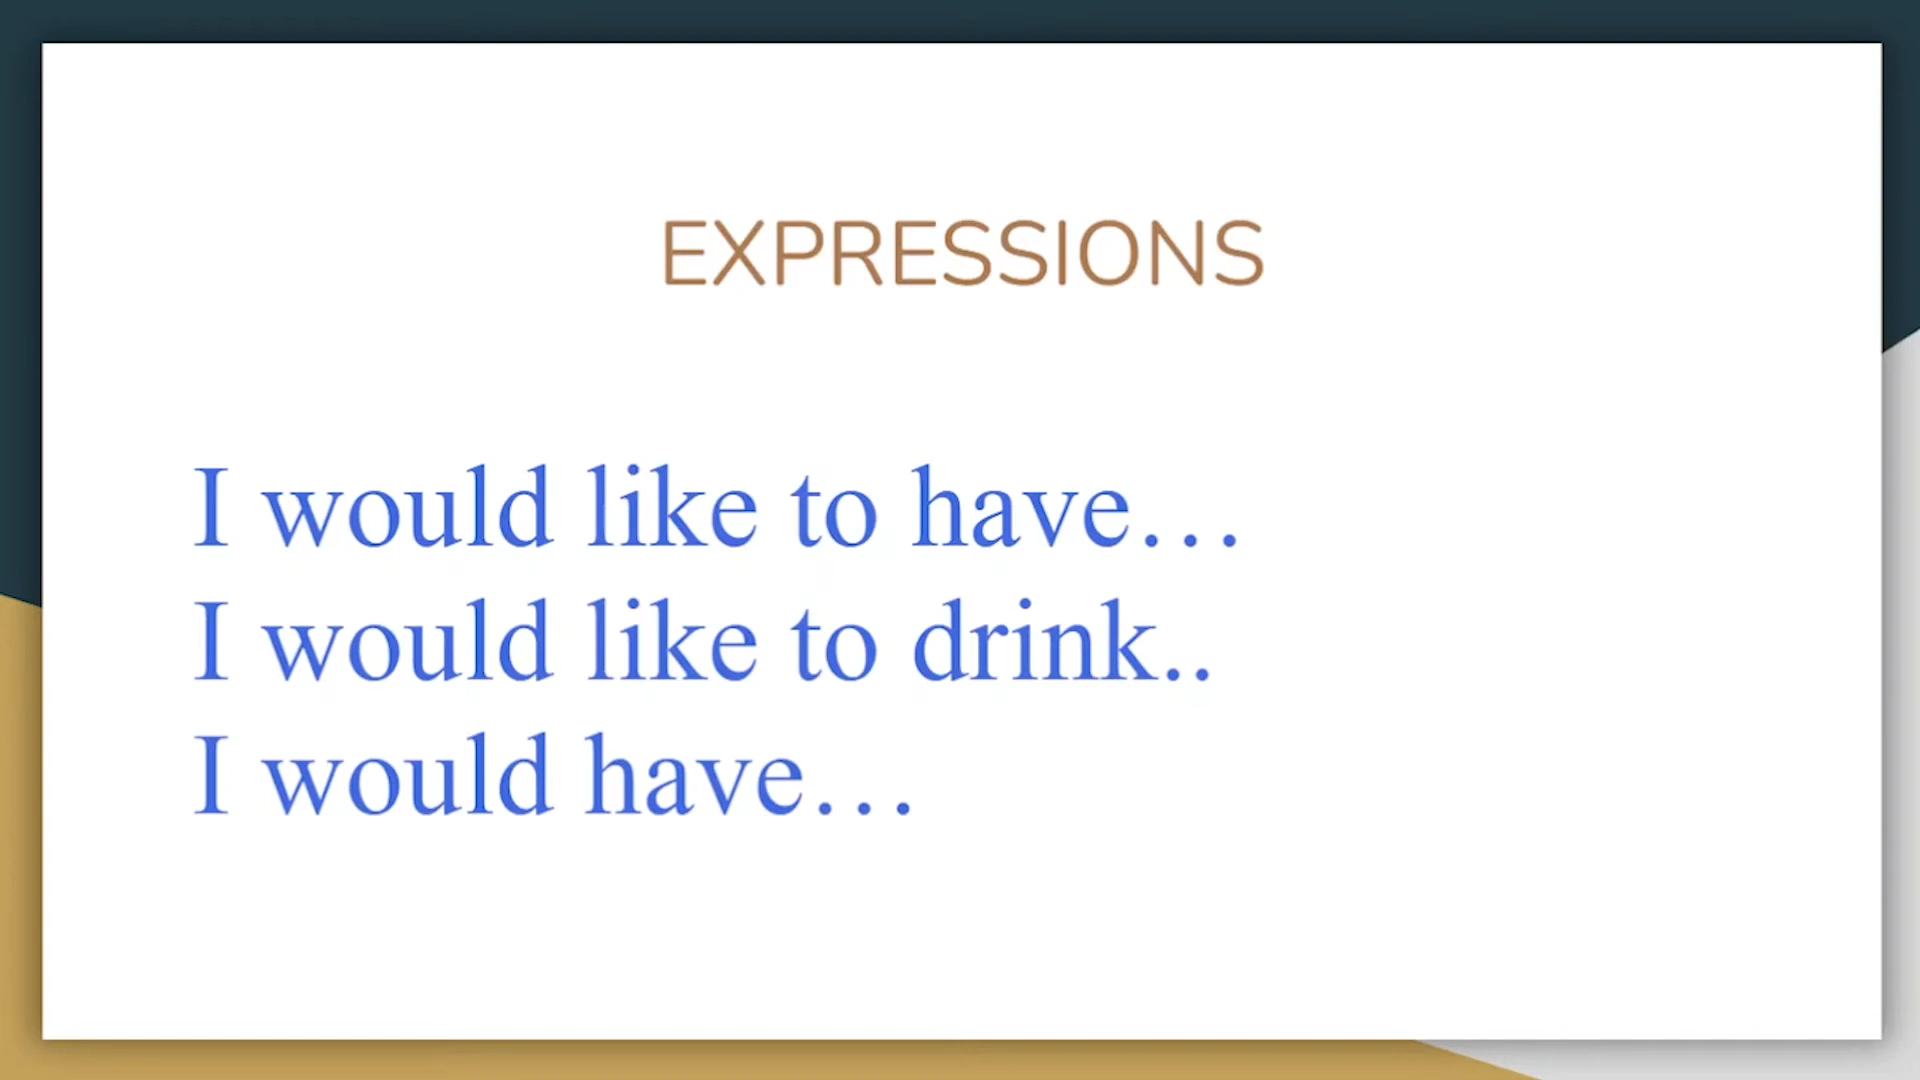 EXPRESSIONS
I would like to have…
I would like to drink..
I would have…